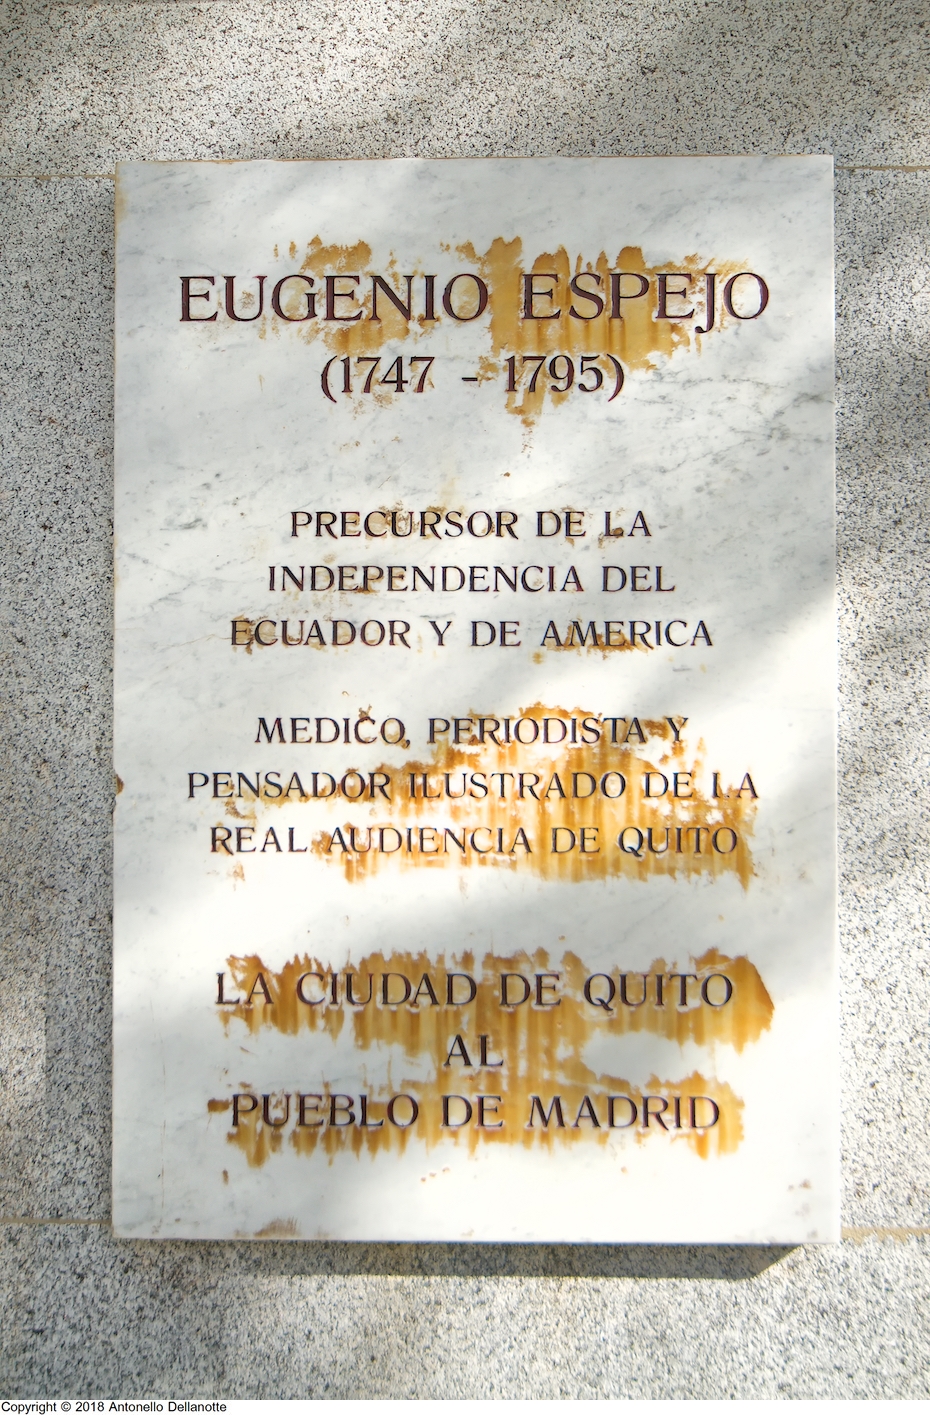 EUGENIO ESPEJO
(1747 - 1795)
PRECURSOR DE LA
INDEPENDENCIA DEL
ECUADOR Y DE AMERICA
MEDICO, PERIODISTA Y
PENSADOR ILUSTRADO DE LA
REAL AUDIENCIA DE QUITO
LA CIUDAD DE QUITO
AL
PUEBLO DE MADRID
Copyright © 2018 Antonello Dellanotte